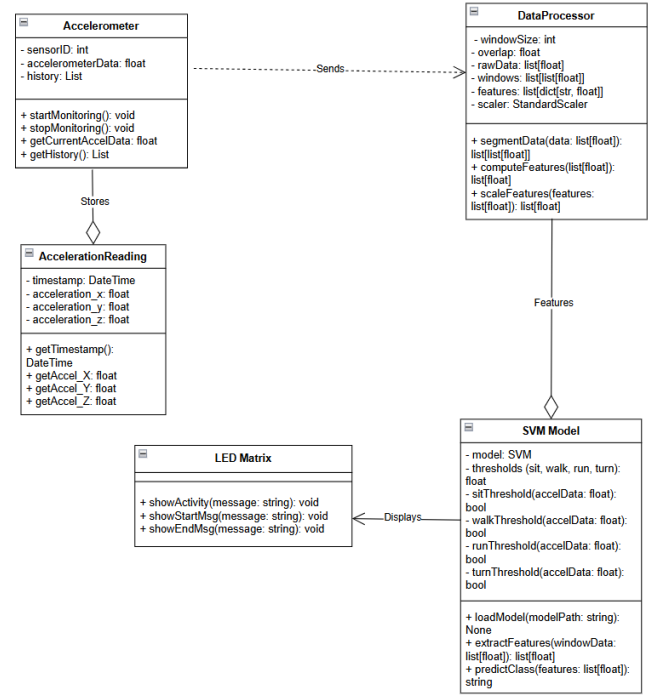 Accelerometer
- sensorID: int
- accelerometerData: float
- history: List
+ startMonitoring(): void
+ stopMonitoring(): void
+ getCurrentAccelData: float
+ getHistory(): List
Sends
DataProcessor
- windowSize: int
- overlap: float
- rawData: list[float]
- windows: list[list[float]]
- features: list[dict[str, float]]
- scaler: StandardScaler
+ segmentData(data: list[float]):
list[list[float]]
+ computeFeatures(list[float]):
list[float]
+ scaleFeatures(features:
list[float]): list[float]
Stores
AccelerationReading
- timestamp: DateTime
- acceleration_x: float
- acceleration_y: float
- acceleration_z: float
+ getTimestamp():
DateTime
+ getAccel_X: float
+ getAccel_Y: float
+ getAccel_Z: float
Features
LED Matrix
+ showActivity(message: string): void
+ showStartMsg(message: string): void
+ showEndMsg(message: string): void
Displays
SVM Model
- model: SVM
- thresholds (sit, walk, run, turn):
float
- sitThreshold(accelData: float):
bool
- walkThreshold(accelData: float):
bool
- runThreshold(accelData: float):
bool
- turnThreshold(accelData: float):
bool
+ loadModel(modelPath: string):
None
+ extractFeatures(windowData:
list[float]): list[float]
+ predictClass(features: list[float]):
string